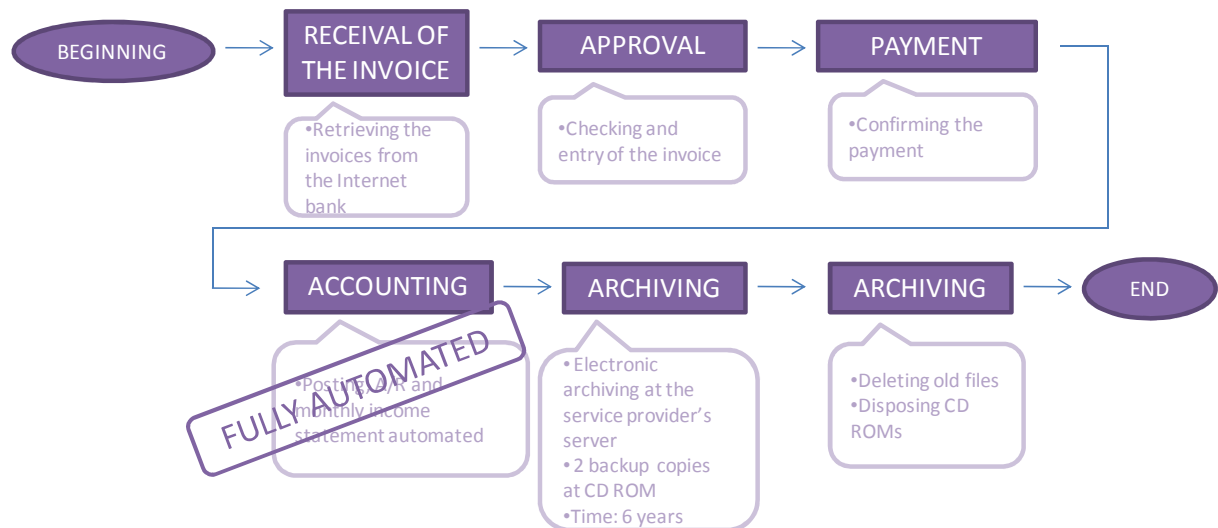 BEGINNING
RECEIVAL OF
THE INVOICE
•Retrieving the
invoices from
the Internet
bank
APPROVAL
•Checking and
entry of the invoice
PAYMENT
•Confirming the
payment
ACCOUNTING
•Posting, A/R and
monthly income
statement automated
FULLY AUTOMATED
ARCHIVING
• Electronic
archiving at the
service provider's
server
• 2 backup copies
at CD ROM
•Time: 6 years
ARCHIVING
•Deleting old files
•Disposing CD
ROMs
END